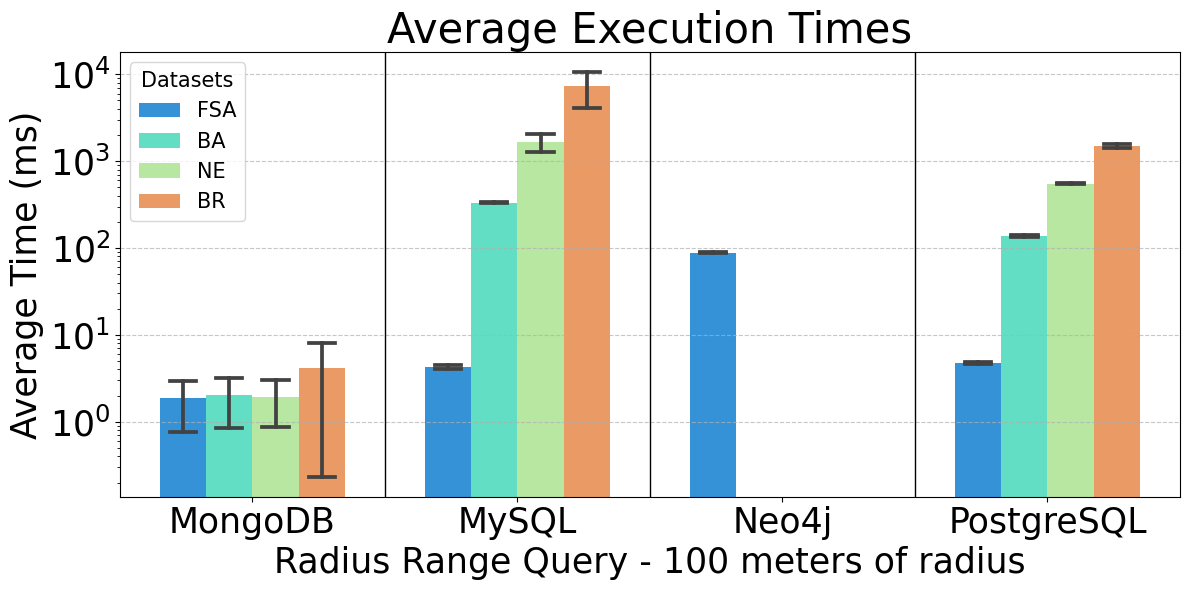 Average Execution Times
Average Time (ms)
10^4
10^3
10^2
10^1
10^0
Datasets
FSA
BA
NE
BR
MongoDB MySQL Neo4j PostgreSQL
Radius Range Query - 100 meters of radius